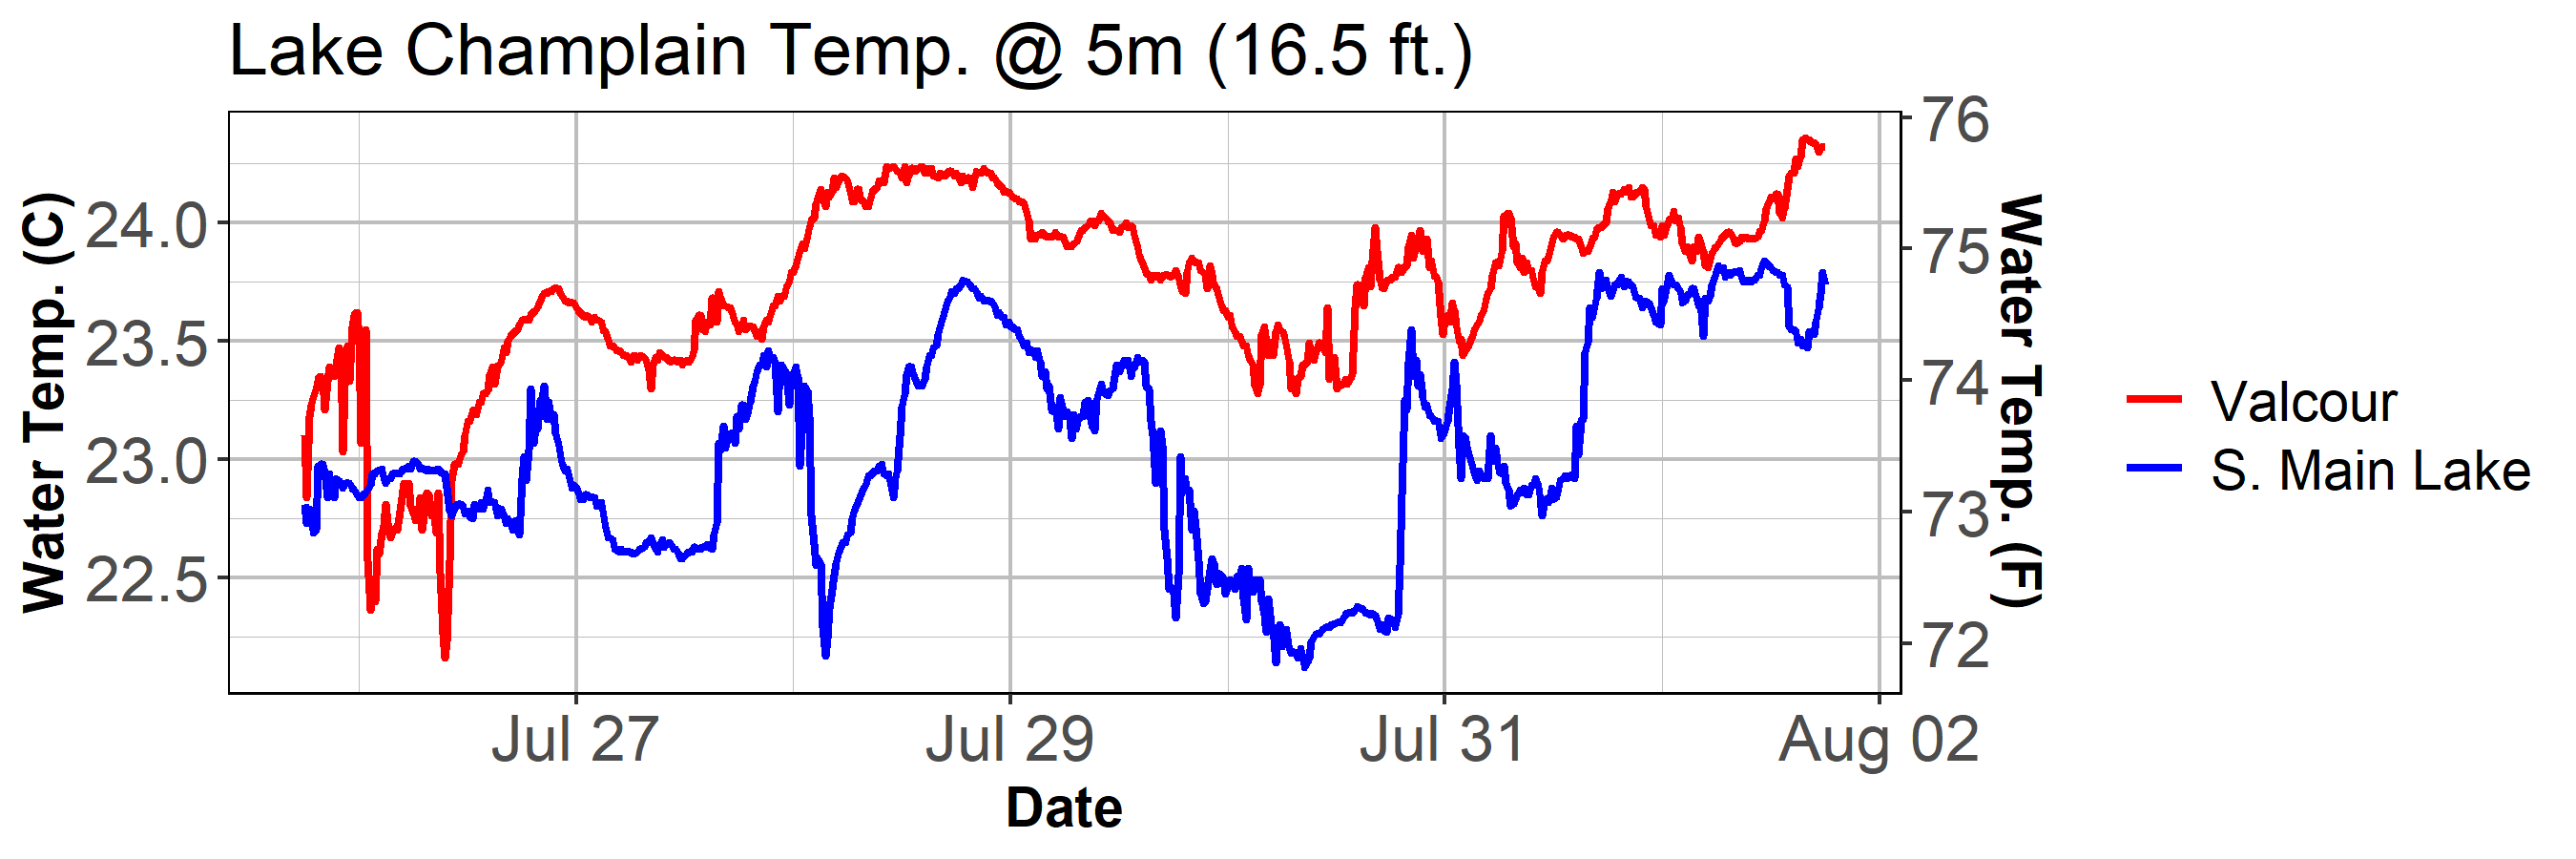 Lake Champlain Temp. @ 5m (16.5 ft.)
Water Temp. (C)
24.0
23.5
23.0
22.5
76
75
74
73
72
Water Temp. (F)
Jul 27
Jul 29
Jul 31
Aug 02
Date
Valcour
S. Main Lake